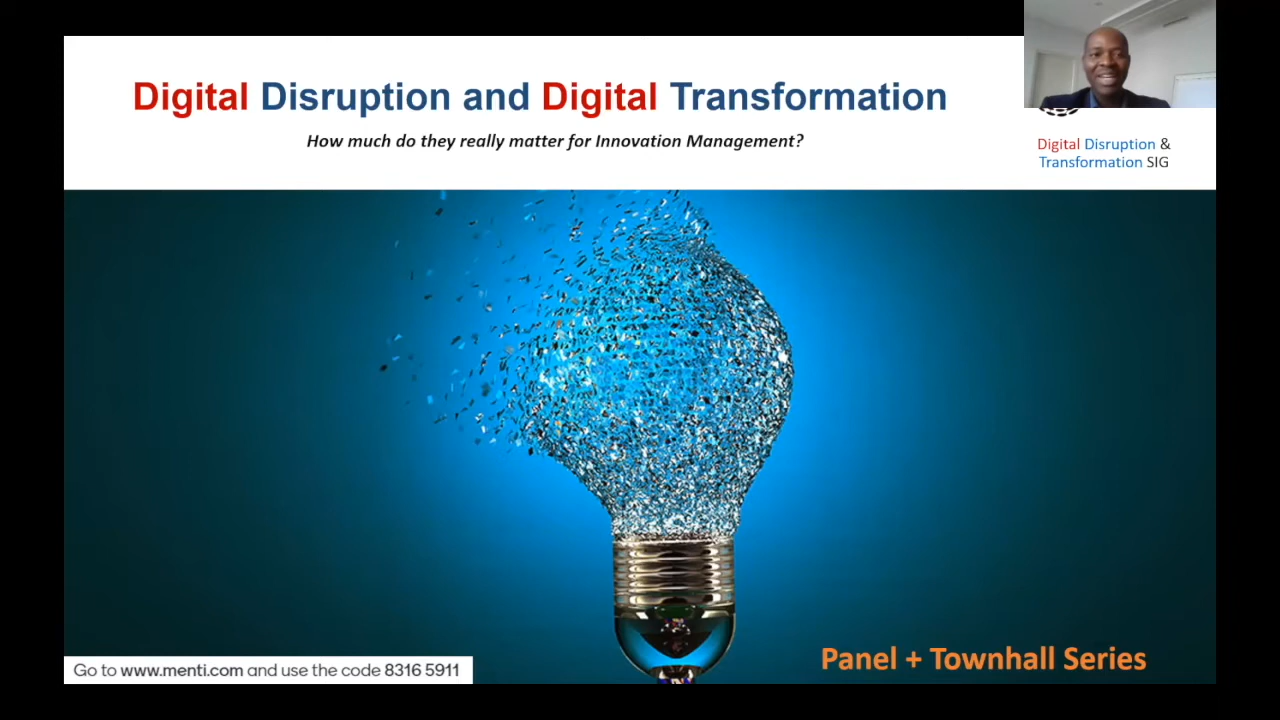 Digital Disruption and Digital Transformation
How much do they really matter for Innovation Management?
Digital Disruption &
Transformation SIG
Go to www.menti.com and use the code 8316 5911
Panel + Townhall Series